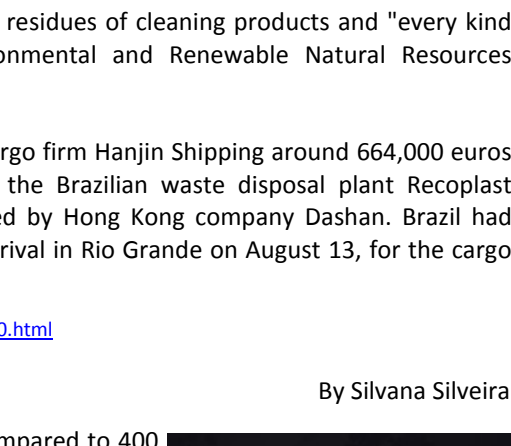 residues of cleaning products and "every kind
onmental and Renewable Natural Resources
rgo firm Hanjin Shipping around 664,000 euros
the Brazilian waste disposal plant Recoplast
ed by Hong Kong company Dashan. Brazil had
rival in Rio Grande on August 13, for the cargo
0.html
By Silvana Silveira
mpared to 400